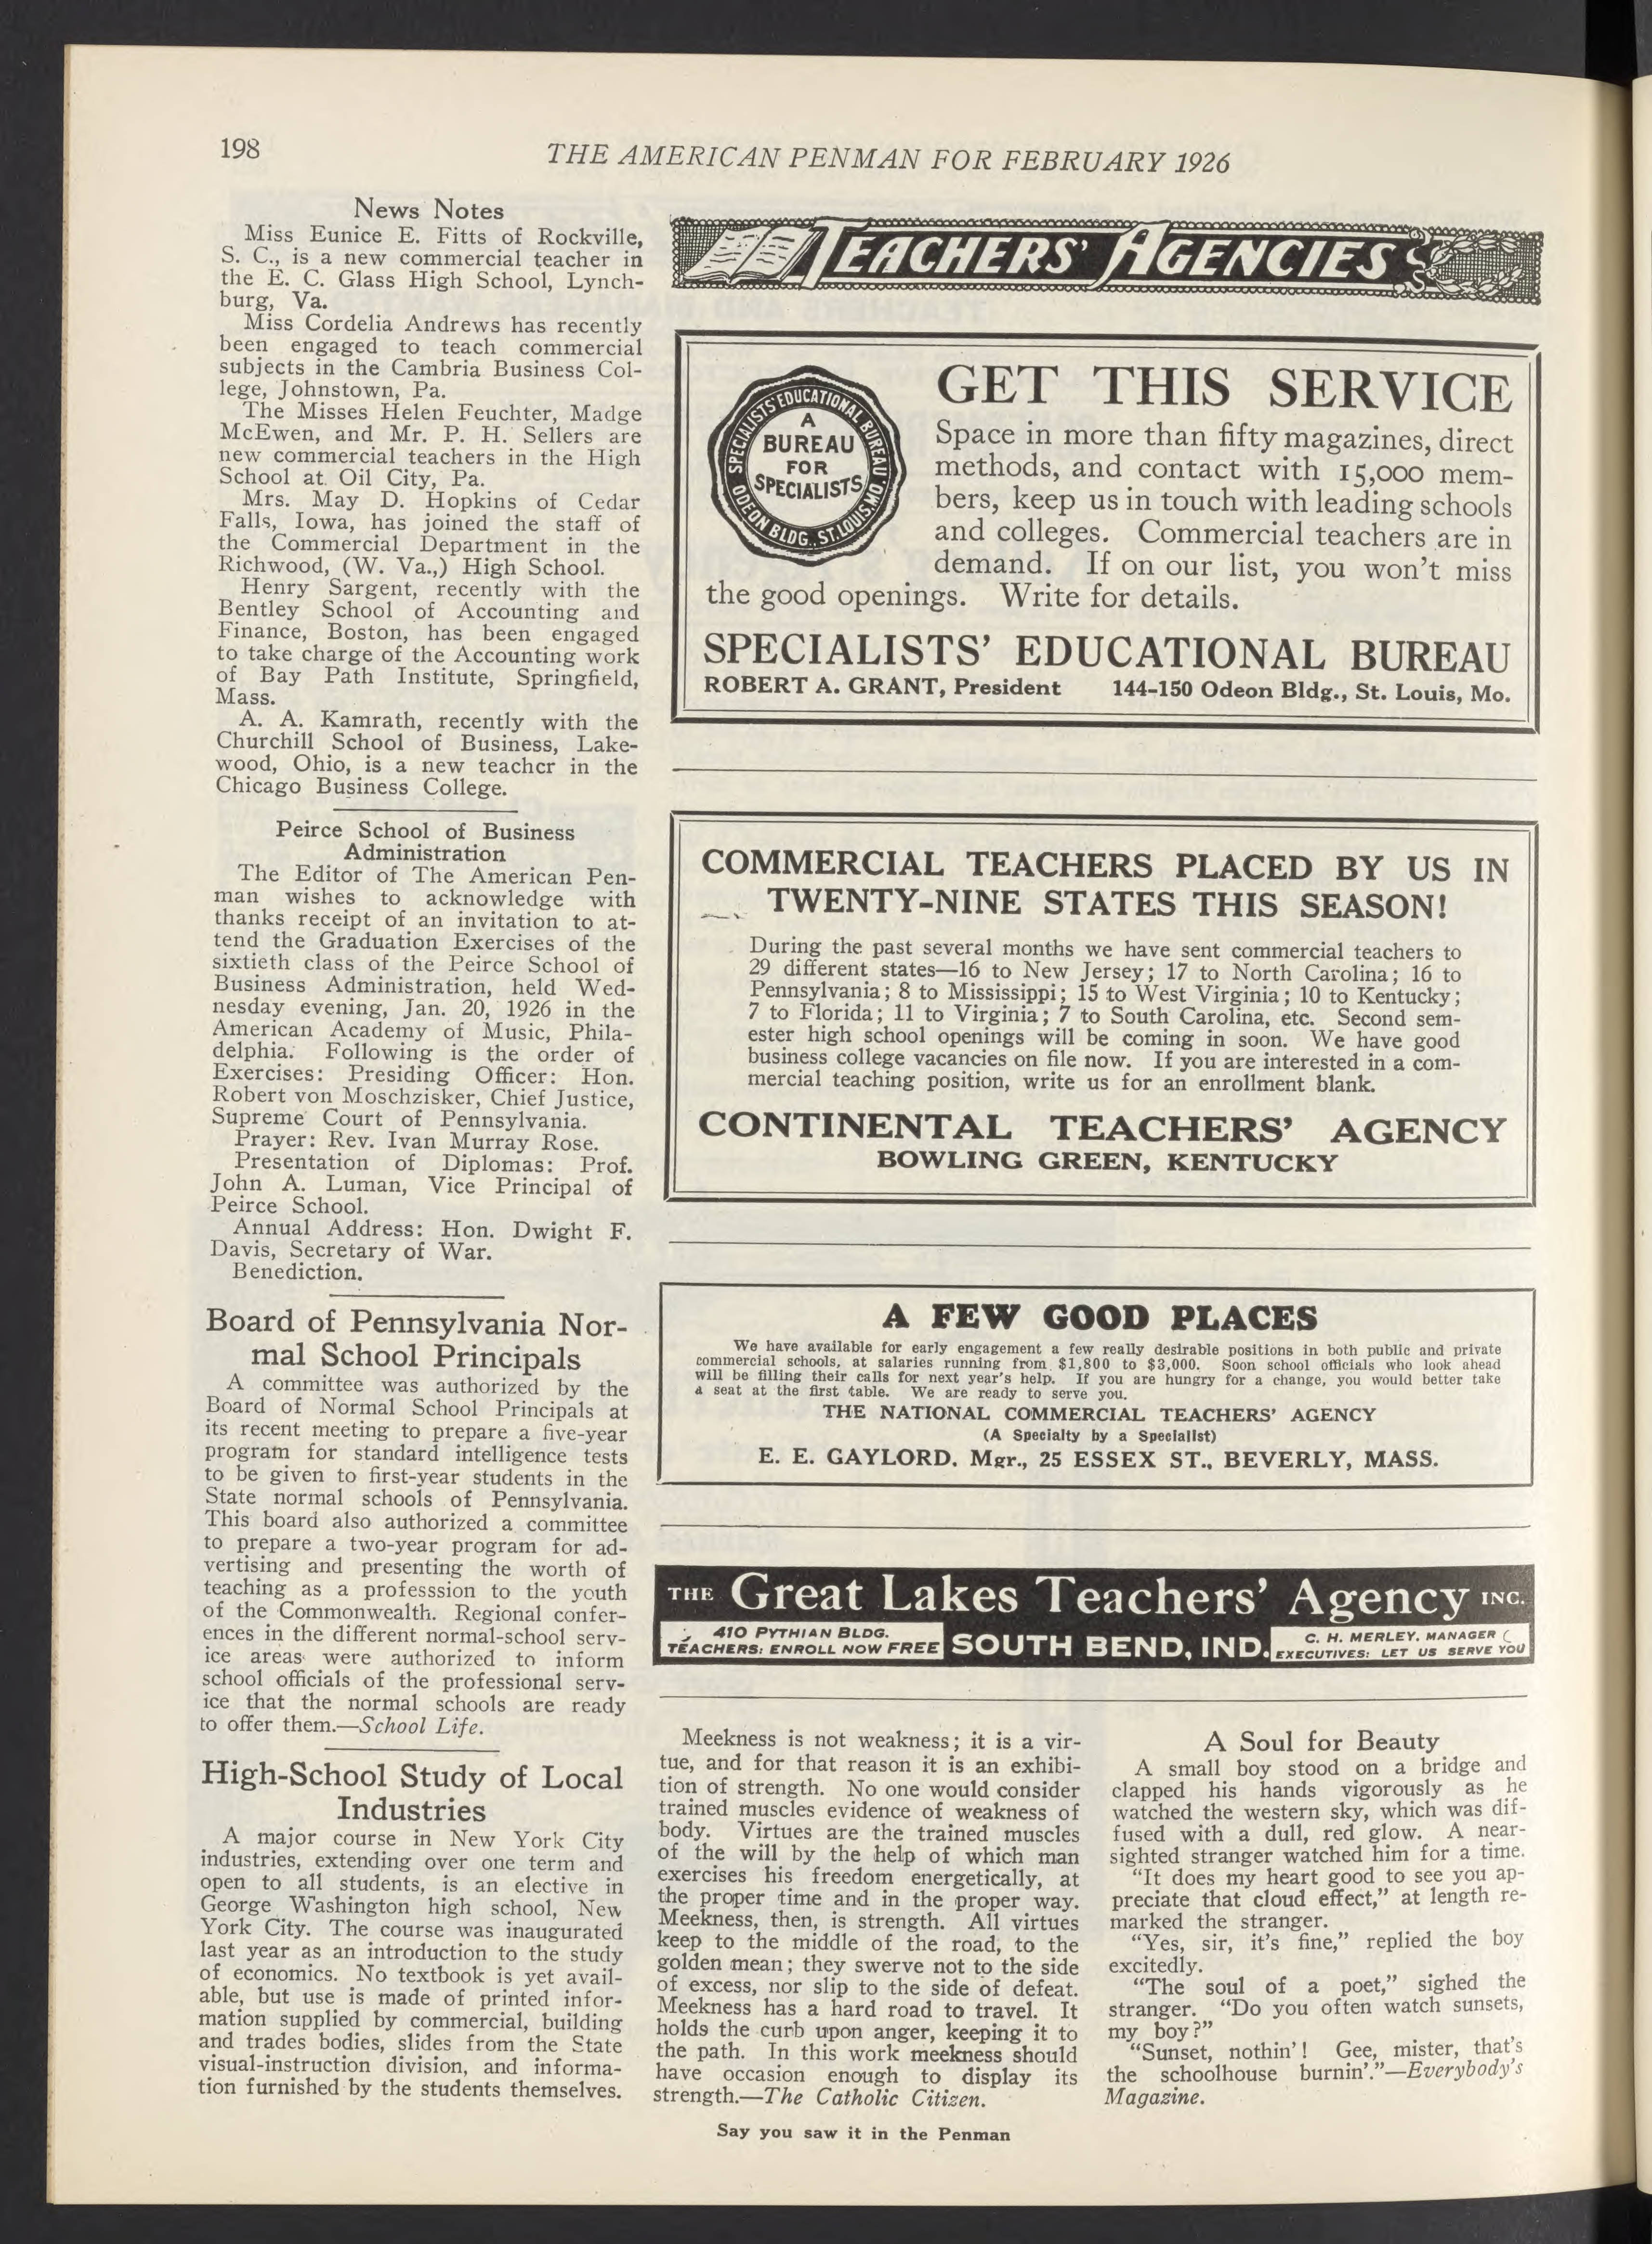 198
THE AMERICAN PENMAN FOR FEBRUARY 1926
News Notes
Miss Eunice E. Fitts of Rockville,
S. C., is a new commercial teacher in
the E. C. Glass High School, Lynch-
burg, Va.
Miss Cordelia Andrews has recently
been engaged to teach commercial
subjects in the Cambria Business Col-
lege, Johnstown, Pa.
The Misses Helen Feuchter, Madge
McEwen, and Mr. P. H. Sellers are
new commercial teachers in the High
School at Oil City, Pa.
Mrs. May D. Hopkins of Cedar
Falls, Iowa, has joined the staff of
the Commercial Department in the
Richwood, (W. Va.,) High School.
Henry Sargent, recently with the
Bentley School of Accounting and
Finance, Boston, has been engaged
to take charge of the Accounting work
of Bay Path Institute, Springfield,
Mass.
A. A. Kamrath, recently with the
Churchill School of Business, Lake-
wood, Ohio, is a new teacher in the
Chicago Business College.
Peirce School of Business
Administration
The Editor of The American Pen-
man wishes to acknowledge with
thanks receipt of an invitation to at-
tend the Graduation Exercises of the
sixtieth class of the Peirce School of
Business Administration, held Wed-
nesday evening, Jan. 20, 1926 in the
American Academy of Music, Phila-
delphia. Following is the order of
Exercises: Presiding Officer: Hon.
Robert von Moschzisker, Chief Justice,
Supreme Court of Pennsylvania.
Prayer: Rev. Ivan Murray Rose.
Presentation of Diplomas: Prof.
John A. Luman, Vice Principal of
Peirce School.
Annual Address: Hon. Dwight F.
Davis, Secretary of War.
Benediction.
Board of Pennsylvania Nor-
mal School Principals
A committee was authorized by the
Board of Normal School Principals at
its recent meeting to prepare a five-year
program for standard intelligence tests
to be given to first-year students in the
State normal schools of Pennsylvania.
This board also authorized a committee
to prepare a two-year program for ad-
vertising and presenting the worth of
teaching as a professsion to the youth
of the Commonwealth. Regional confer-
ences in the different normal-school serv-
ice areas were authorized to inform
school officials of the professional serv-
ice that the normal schools are ready
to offer them.—School Life.
High-School Study of Local
Industries
A major course in New York City
industries, extending over one term and
open to all students, is an elective in
George Washington high school, New
York City. The course was inaugurated
last year as an introduction to the study
of economics. No textbook is yet avail-
able, but use is made of printed infor-
mation supplied by commercial, building
and trades bodies, slides from the State
visual-instruction division, and informa-
tion furnished by the students themselves.
TEACHERS' AGENCIES
SPECIALISTS' EDUCATIONAL BUREAU
ODEON BLDG., ST. LOUIS, MO.
A
BUREAU
FOR
SPECIALISTS
GET THIS SERVICE
Space in more than fifty magazines, direct
methods, and contact with 15,000 mem-
bers, keep us in touch with leading schools
and colleges. Commercial teachers are in
demand. If on our list, you won't miss
the good openings. Write for details.
SPECIALISTS' EDUCATIONAL BUREAU
ROBERT A. GRANT, President 144-150 Odeon Bldg., St. Louis, Mo.
COMMERCIAL TEACHERS PLACED BY US IN
TWENTY-NINE STATES THIS SEASON!
During the past several months we have sent commercial teachers to
29 different states—16 to New Jersey; 17 to North Carolina; 16 to
Pennsylvania; 8 to Mississippi; 15 to West Virginia; 10 to Kentucky;
7 to Florida; 11 to Virginia; 7 to South Carolina, etc. Second sem-
ester high school openings will be coming in soon. We have good
business college vacancies on file now. If you are interested in a com-
mercial teaching position, write us for an enrollment blank.
CONTINENTAL TEACHERS' AGENCY
BOWLING GREEN, KENTUCKY
A FEW GOOD PLACES
We have available for early engagement a few really desirable positions in both public and private
commercial schools, at salaries running from $1,800 to $3,000. Soon school officials who look ahead
will be filling their calls for next year's help. If you are hungry for a change, you would better take
a seat at the first table. We are ready to serve you.
THE NATIONAL COMMERCIAL TEACHERS' AGENCY
(A Specialty by a Specialist)
E. E. GAYLORD, Mgr., 25 ESSEX ST., BEVERLY, MASS.
THE Great Lakes Teachers' Agency INC.
410 PYTHIAN BLDG.
TEACHERS: ENROLL NOW FREE
SOUTH BEND, IND.
C. H. MERLEY, MANAGER
EXECUTIVES: LET US SERVE YOU
Meekness is not weakness; it is a vir-
tue, and for that reason it is an exhibi-
tion of strength. No one would consider
trained muscles evidence of weakness of
body. Virtues are the trained muscles
of the will by the help of which man
exercises his freedom energetically, at
the proper time and in the proper way.
Meekness, then, is strength. All virtues
keep to the middle of the road, to the
golden mean; they swerve not to the side
of excess, nor slip to the side of defeat.
Meekness has a hard road to travel. It
holds the curb upon anger, keeping it to
the path. In this work meekness should
have occasion enough to display its
strength.—The Catholic Citizen.
A Soul for Beauty
A small boy stood on a bridge and
clapped his hands vigorously as he
watched the western sky, which was dif-
fused with a dull, red glow. A near-
sighted stranger watched him for a time.
"It does my heart good to see you ap-
preciate that cloud effect," at length re-
marked the stranger.
"Yes, sir, it's fine," replied the boy
excitedly.
"The soul of a poet," sighed the
stranger. "Do you often watch sunsets,
my boy?"
"Sunset, nothin'! Gee, mister, that's
the schoolhouse burnin'."—Everybody's
Magazine.
Say you saw it in the Penman